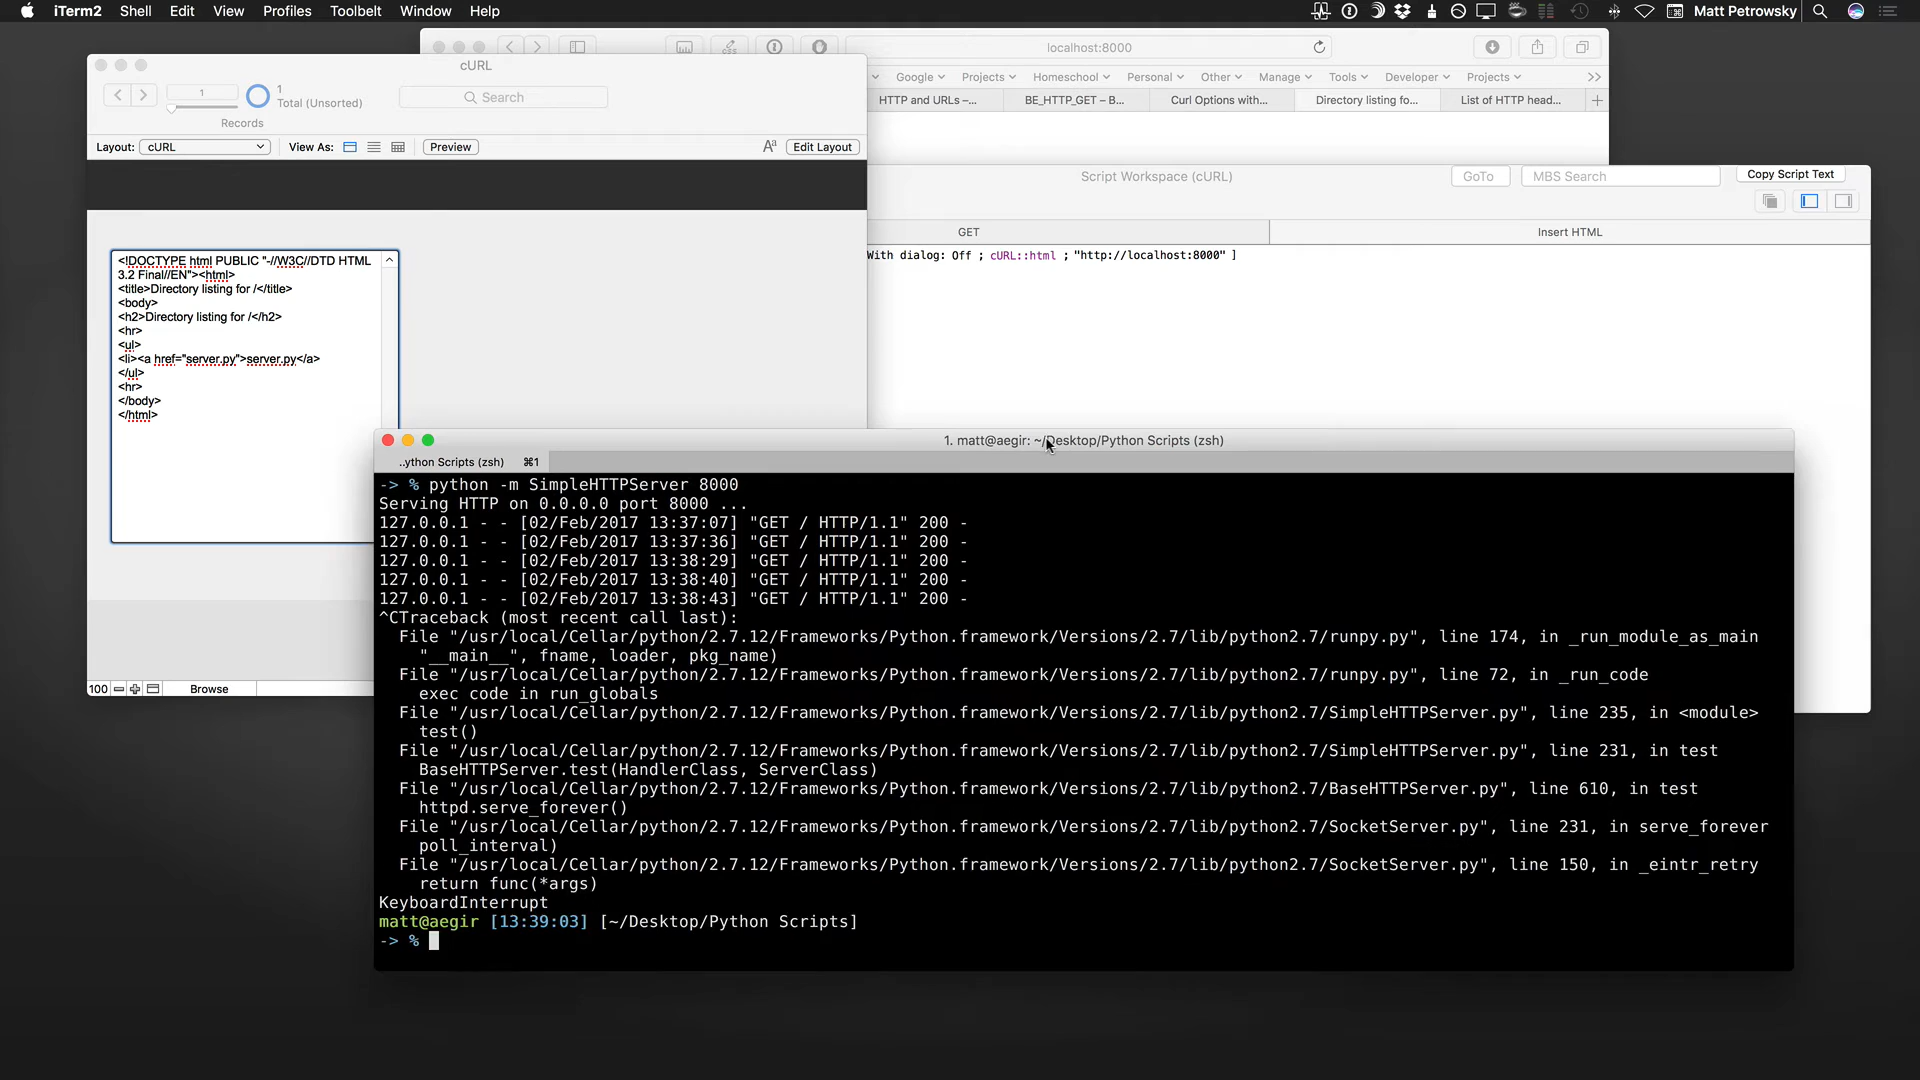 iTerm2 Shell Edit View Profiles Toolbelt Window Help Matt Petrowsky
localhost:8000
Google Projects Homeschool Personal Other Manage Tools Developer Projects >>
HTTP and URLs –... BE_HTTP_GET – B... Curl Options with... Directory listing fo... List of HTTP head... +
cURL
1
1
Total (Unsorted)
Search
Records
Layout: cURL View As: Preview Aa Edit Layout
Script Workspace (cURL) GoTo MBS Search Copy Script Text
GET Insert HTML
With dialog: Off ; cURL::html ; "http://localhost:8000" ]
<!DOCTYPE html PUBLIC "-//W3C//DTD HTML
3.2 Final//EN"><html>
<title>Directory listing for /</title>
<body>
<h2>Directory listing for /</h2>
<hr>
<ul>
<li><a href="server.py">server.py</a>
</ul>
<hr>
</body>
</html>
100 Browse
1. matt@aegir: ~/Desktop/Python Scripts (zsh)
..ython Scripts (zsh) ⌘1
-> % python -m SimpleHTTPServer 8000
Serving HTTP on 0.0.0.0 port 8000 ...
127.0.0.1 - - [02/Feb/2017 13:37:07] "GET / HTTP/1.1" 200 -
127.0.0.1 - - [02/Feb/2017 13:37:36] "GET / HTTP/1.1" 200 -
127.0.0.1 - - [02/Feb/2017 13:38:29] "GET / HTTP/1.1" 200 -
127.0.0.1 - - [02/Feb/2017 13:38:40] "GET / HTTP/1.1" 200 -
127.0.0.1 - - [02/Feb/2017 13:38:43] "GET / HTTP/1.1" 200 -
^CTraceback (most recent call last):
File "/usr/local/Cellar/python/2.7.12/Frameworks/Python.framework/Versions/2.7/lib/python2.7/runpy.py", line 174, in _run_module_as_main
"__main__", fname, loader, pkg_name)
File "/usr/local/Cellar/python/2.7.12/Frameworks/Python.framework/Versions/2.7/lib/python2.7/runpy.py", line 72, in _run_code
exec code in run_globals
File "/usr/local/Cellar/python/2.7.12/Frameworks/Python.framework/Versions/2.7/lib/python2.7/SimpleHTTPServer.py", line 235, in <module>
test()
File "/usr/local/Cellar/python/2.7.12/Frameworks/Python.framework/Versions/2.7/lib/python2.7/SimpleHTTPServer.py", line 231, in test
BaseHTTPServer.test(HandlerClass, ServerClass)
File "/usr/local/Cellar/python/2.7.12/Frameworks/Python.framework/Versions/2.7/lib/python2.7/BaseHTTPServer.py", line 610, in test
httpd.serve_forever()
File "/usr/local/Cellar/python/2.7.12/Frameworks/Python.framework/Versions/2.7/lib/python2.7/SocketServer.py", line 231, in serve_forever
poll_interval)
File "/usr/local/Cellar/python/2.7.12/Frameworks/Python.framework/Versions/2.7/lib/python2.7/SocketServer.py", line 150, in _eintr_retry
return func(*args)
KeyboardInterrupt
matt@aegir [13:39:03] [~/Desktop/Python Scripts]
-> %